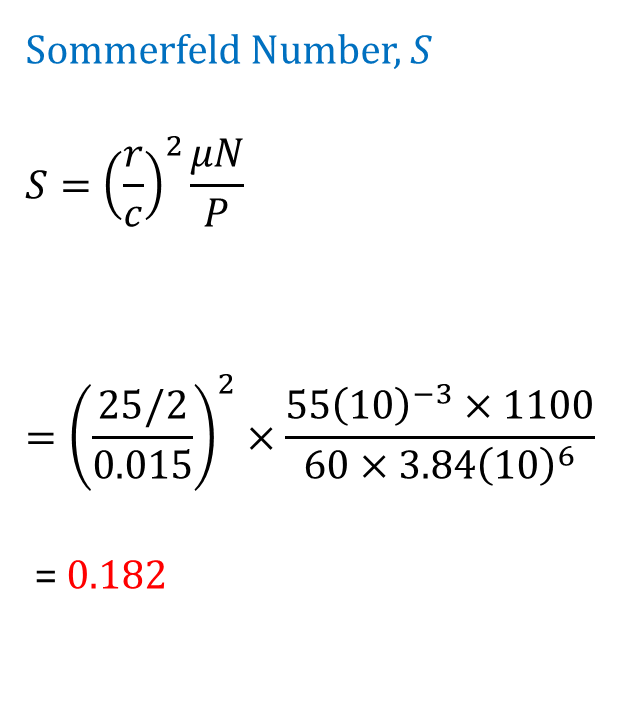 Sommerfeld Number, S
S = (r/c)² μN/P
= (25/2 / 0.015)² × 55(10)⁻³ × 1100 / 60 × 3.84(10)⁶
= 0.182